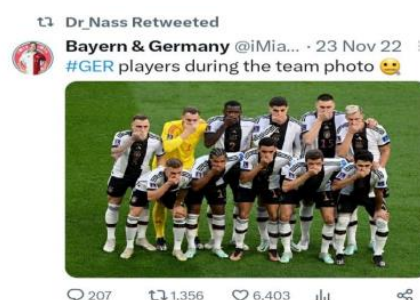 Dr_Nass Retweeted
Bayern & Germany @iMia... · 23 Nov 22
#GER players during the team photo 🤐
207 1,356 6,403